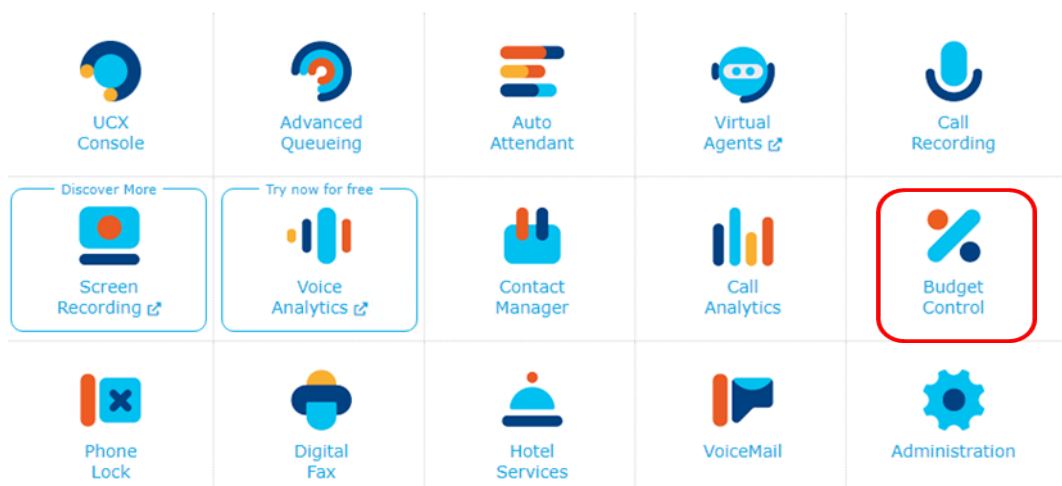 UCX
Console
Advanced
Queueing
Auto
Attendant
Virtual
Agents
Call
Recording
Discover More
Screen
Recording
Try now for free
Voice
Analytics
Contact
Manager
Call
Analytics
Budget
Control
Phone
Lock
Digital
Fax
Hotel
Services
VoiceMail
Administration